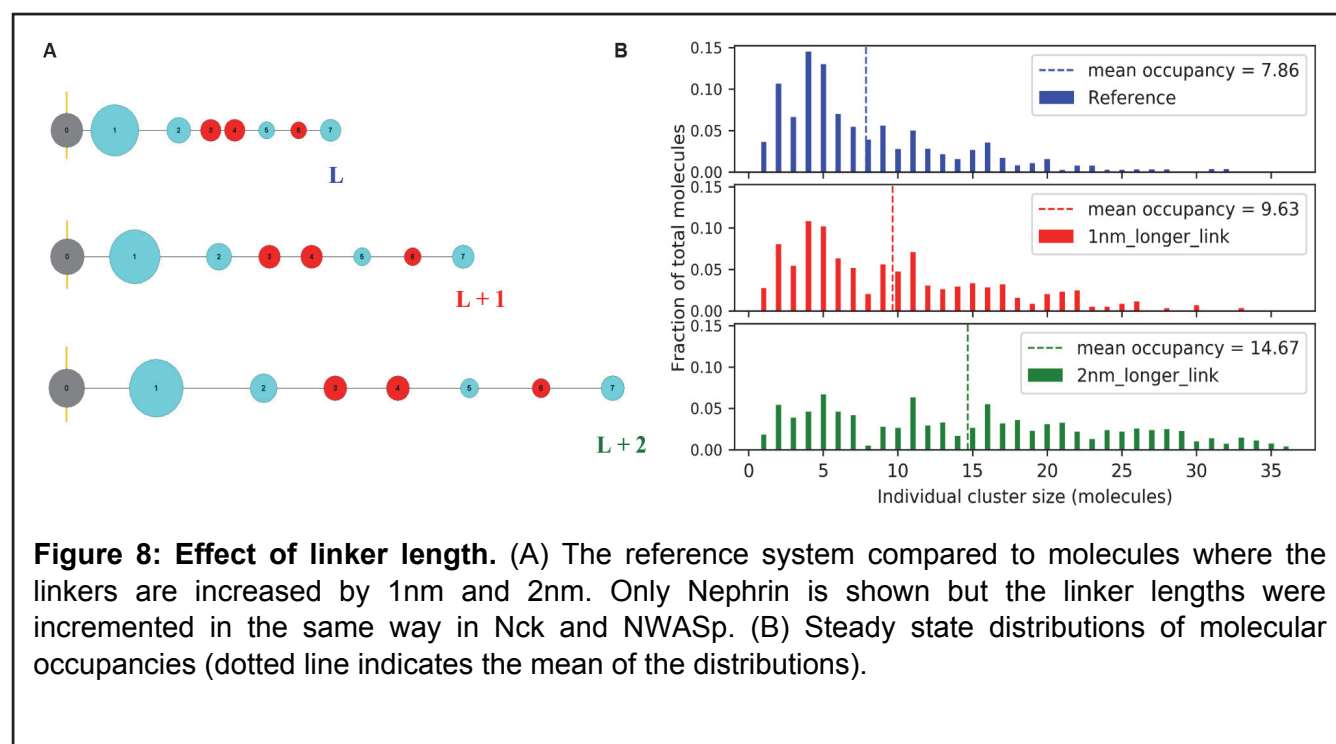 A
0 1 2 3 4 5 6 7
L
0 1 2 3 4 5 6 7
L + 1
0 1 2 3 4 5 6 7
L + 2
B
Fraction of total molecules
0.15
0.10
0.05
0.00
mean occupancy = 7.86
Reference
0.15
0.10
0.05
0.00
mean occupancy = 9.63
1nm_longer_link
0.15
0.10
0.05
0.00
mean occupancy = 14.67
2nm_longer_link
0 5 10 15 20 25 30 35
Individual cluster size (molecules)
Figure 8: Effect of linker length. (A) The reference system compared to molecules where the
linkers are increased by 1nm and 2nm. Only Nephrin is shown but the linker lengths were
incremented in the same way in Nck and NWASp. (B) Steady state distributions of molecular
occupancies (dotted line indicates the mean of the distributions).